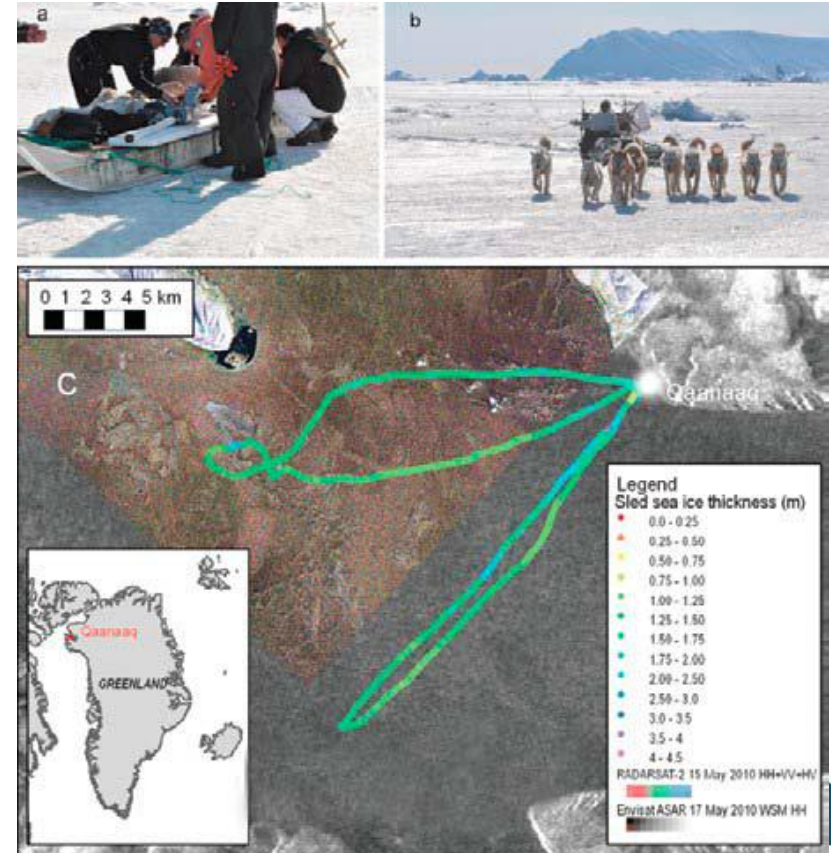 a
b
0 1 2 3 4 5 km
C
Qaanaaq
Legend
Sled sea ice thickness (m)
0.0 - 0.25
0.25 - 0.50
0.50 - 0.75
0.75 - 1.00
1.00 - 1.25
1.25 - 1.50
1.50 - 1.75
1.75 - 2.00
2.00 - 2.50
2.50 - 3.0
3.0 - 3.5
3.5 - 4
4 - 4.5
RADARSAT-2 15 May 2010 HH+VV+HV
Envisat ASAR 17 May 2010 WSM HH
Qaanaaq
GREENLAND